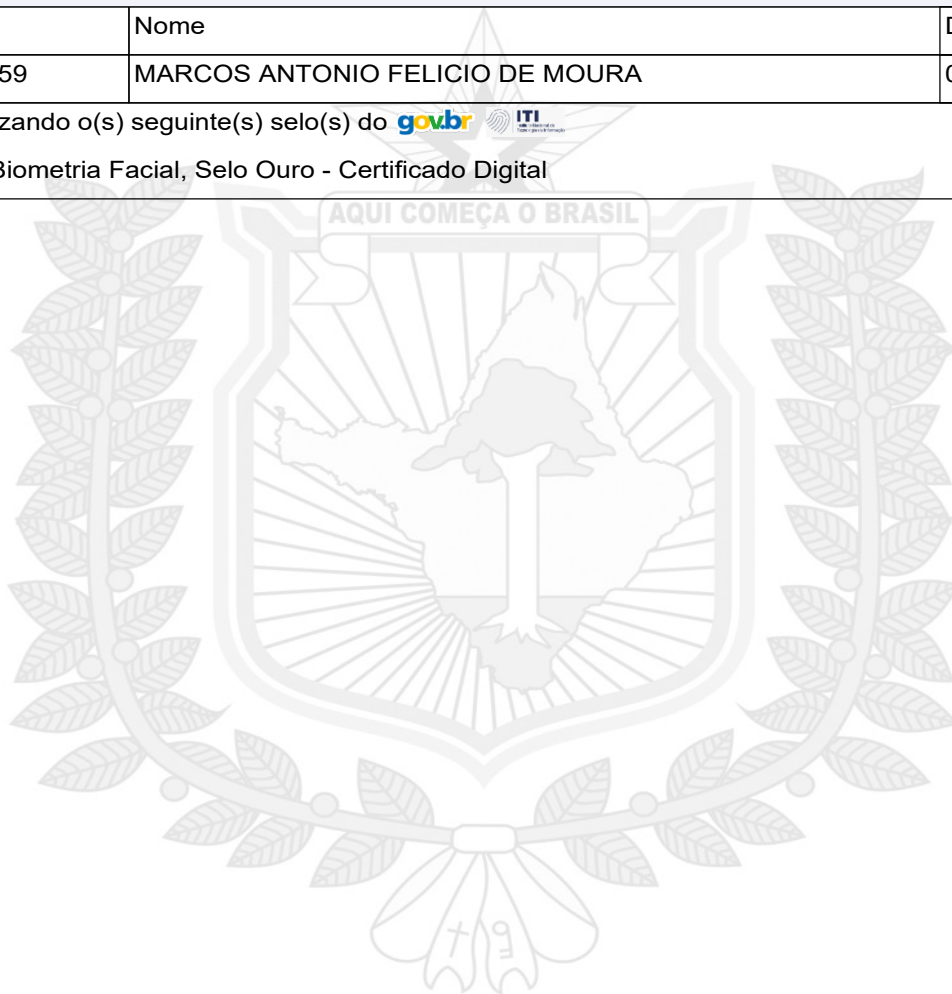 Nome
59 MARCOS ANTONIO FELICIO DE MOURA
zando o(s) seguinte(s) selo(s) do gov.br ITI
Biometria Facial, Selo Ouro - Certificado Digital
AQUI COMEÇA O BRASIL